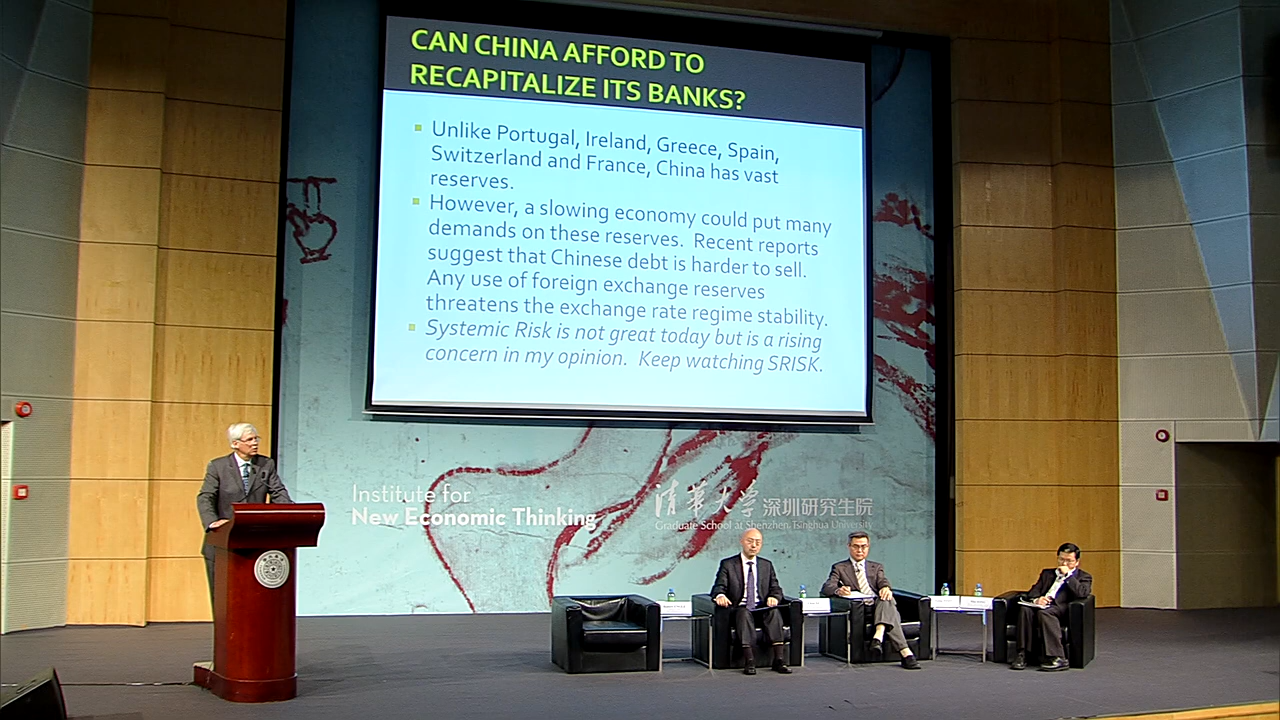 CAN CHINA AFFORD TO
RECAPITALIZE ITS BANKS?
Unlike Portugal, Ireland, Greece, Spain,
Switzerland and France, China has vast
reserves.
However, a slowing economy could put many
demands on these reserves. Recent reports
suggest that Chinese debt is harder to sell.
Any use of foreign exchange reserves
threatens the exchange rate regime stability.
Systemic Risk is not great today but is a rising
concern in my opinion. Keep watching SRISK.
Institute for
New Economic Thinking
清华大学 深圳研究生院
Graduate School at Shenzhen, Tsinghua University